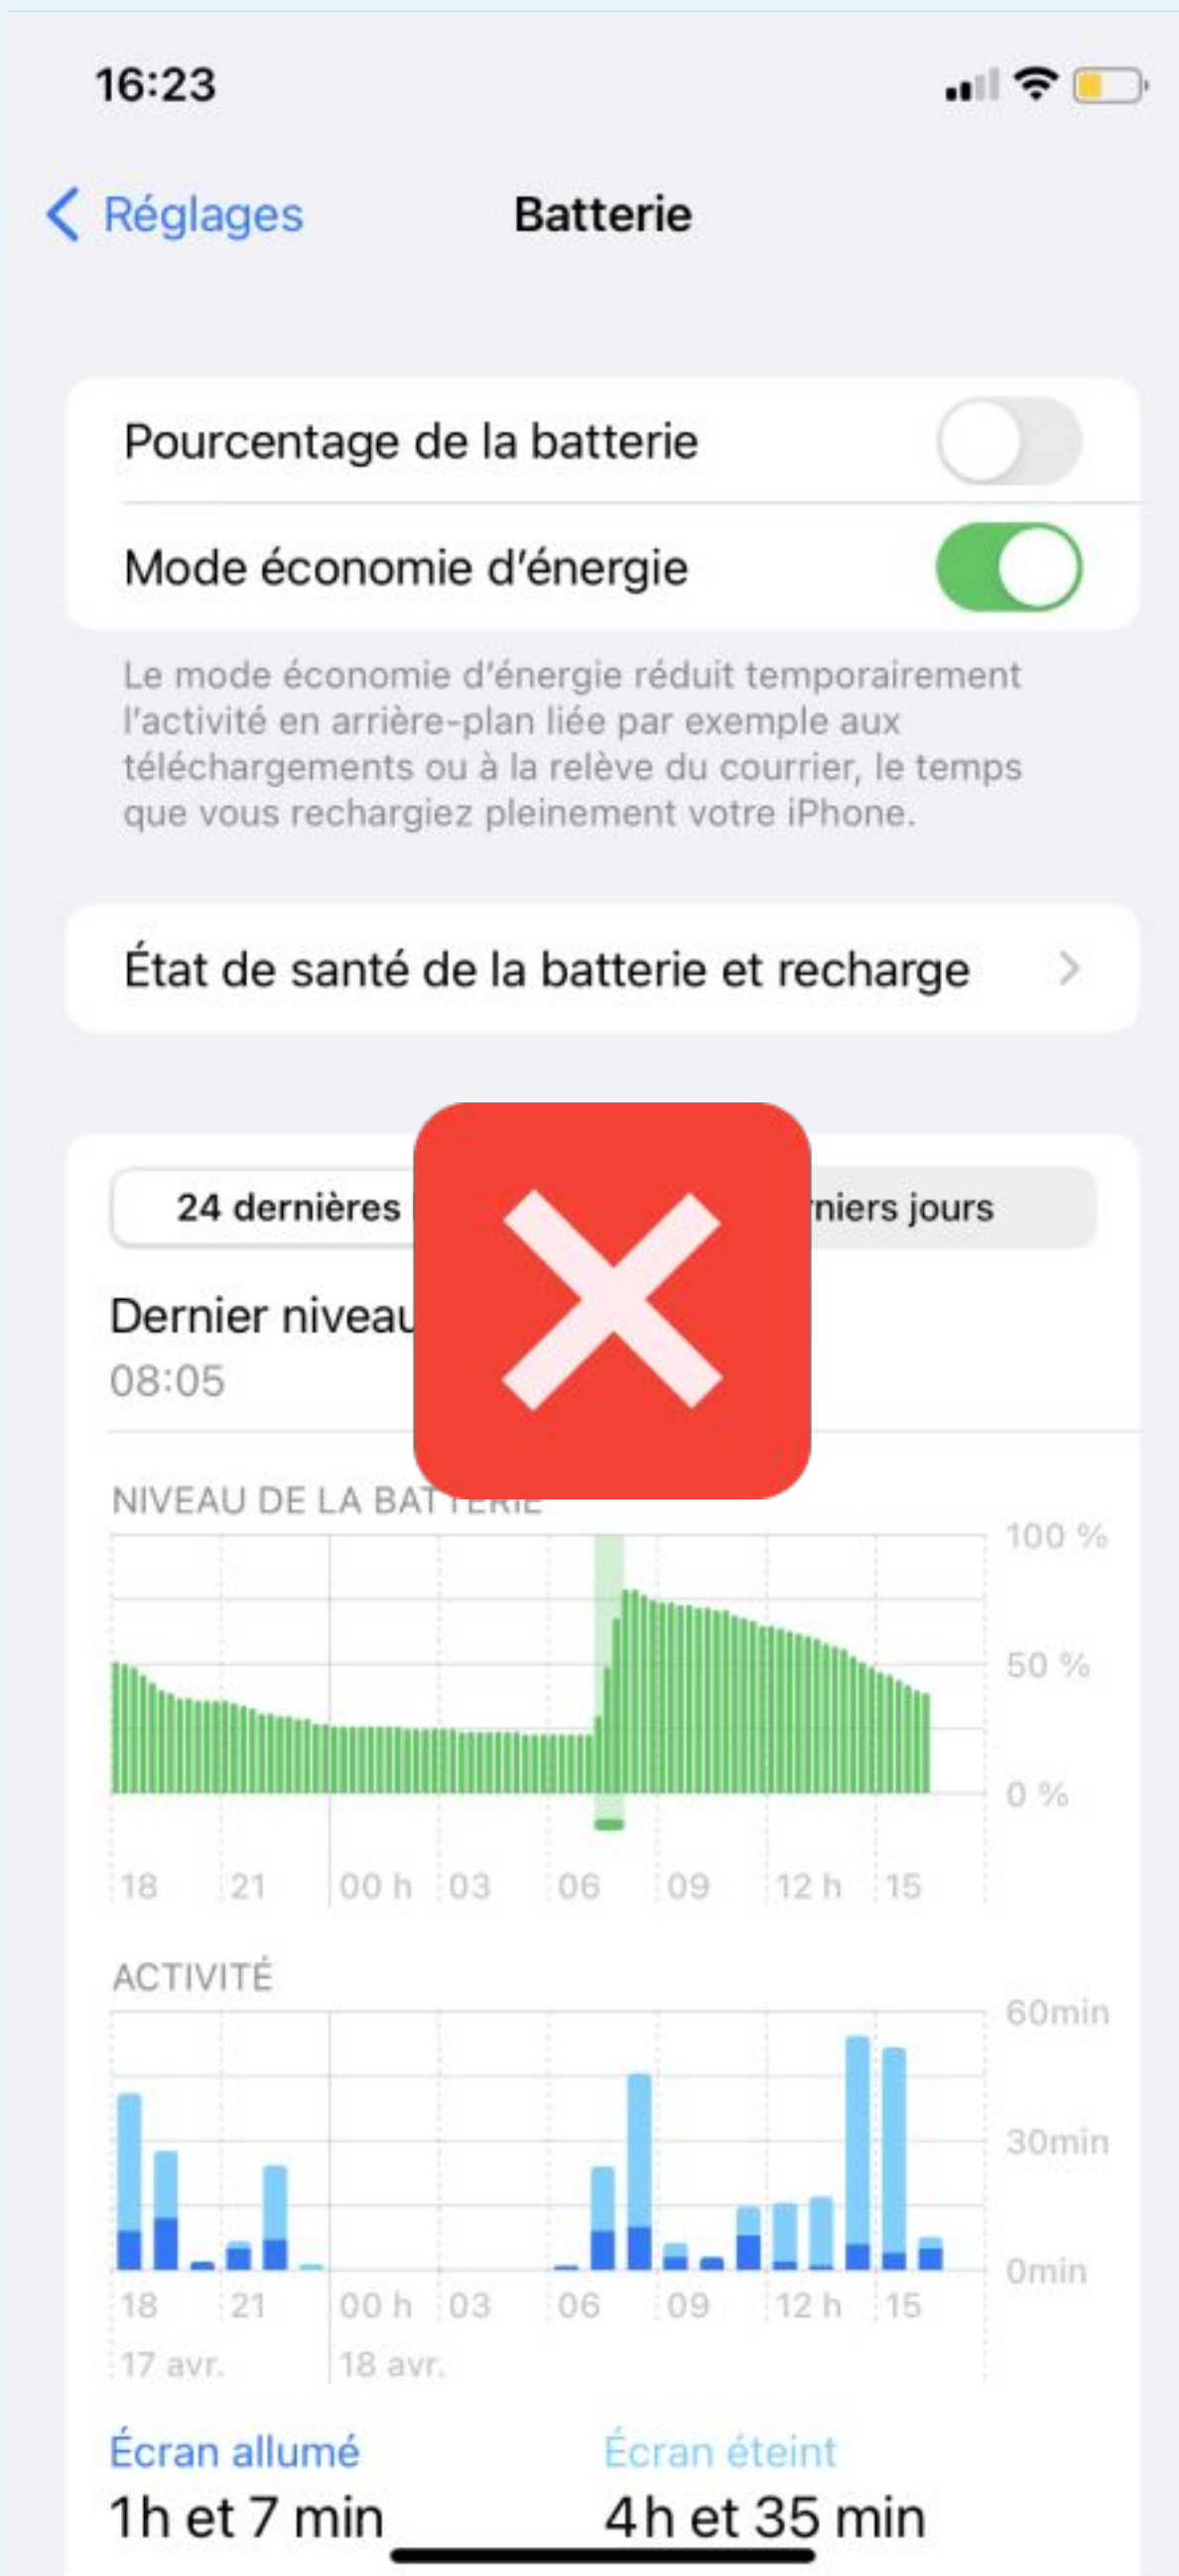 16:23
Réglages
Batterie
Pourcentage de la batterie
Mode économie d’énergie
Le mode économie d’énergie réduit temporairement
l’activité en arrière-plan liée par exemple aux
téléchargements ou à la relève du courrier, le temps
que vous rechargiez pleinement votre iPhone.
État de santé de la batterie et recharge
24 dernières
jours
Dernier niveau
08:05
NIVEAU DE LA BATTERIE
100 %
50 %
0 %
18 21 00 h 03 06 09 12 h 15
ACTIVITÉ
60min
30min
0min
18 21 00 h 03 06 09 12 h 15
17 avr. 18 avr.
Écran allumé Écran éteint
1 h et 7 min 4 h et 35 min